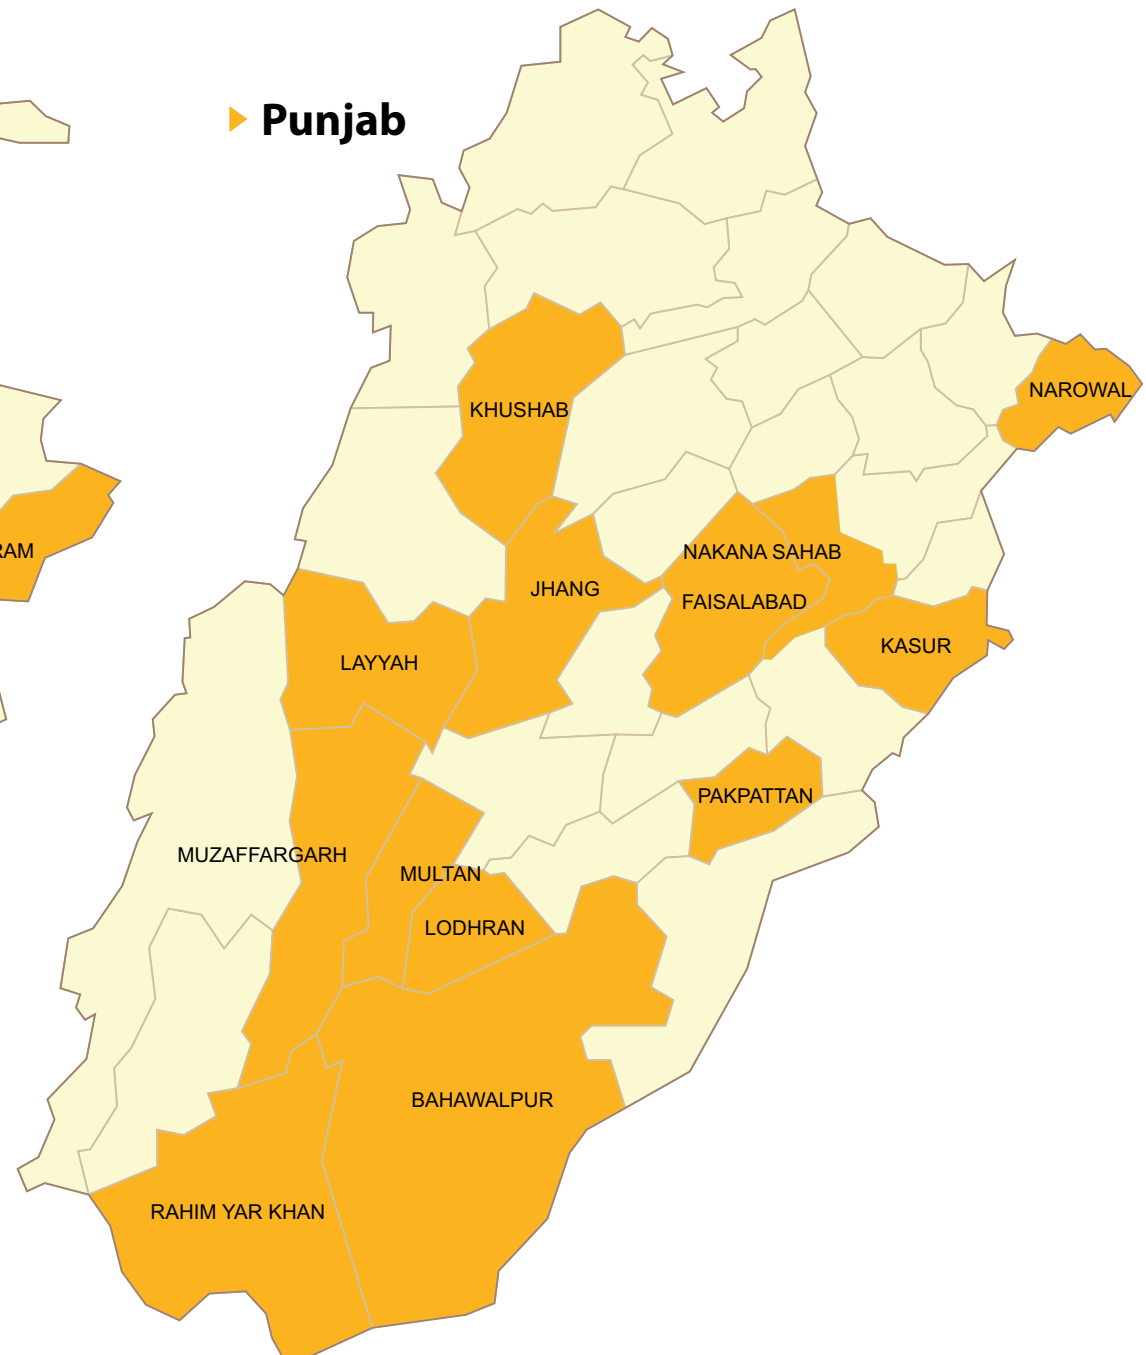 Punjab
NAROWAL
KHUSHAB
NAKANA SAHAB
RAM
JHANG
FAISALABAD
KASUR
LAYYAH
PAKPATTAN
MUZAFFARGARH
MULTAN
LODHRAN
BAHAWALPUR
RAHIM YAR KHAN